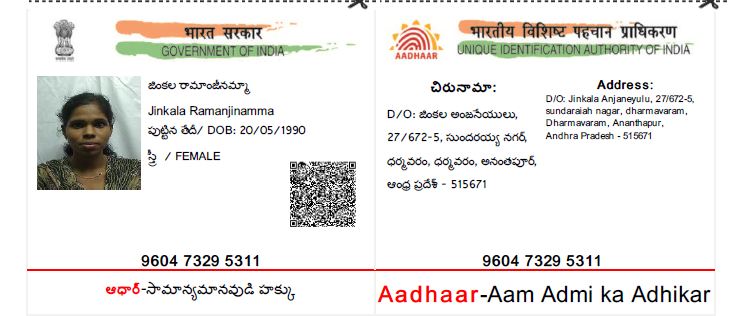 भारत सरकार
GOVERNMENT OF INDIA
జింకల రామాంజినమ్మా
Jinkala Ramanjinamma
పుట్టిన తేదీ/ DOB: 20/05/1990
స్త్రీ / FEMALE
9604 7329 5311
ఆధార్-సామాన్యమానవుడి హక్కు
AADHAAR
भारतीय विशिष्ट पहचान प्राधिकरण
UNIQUE IDENTIFICATION AUTHORITY OF INDIA
చిరునామా:
D/O: జింకల అంజనేయులు,
27/672-5, సుందరయ్య నగర్,
ధర్మవరం, ధర్మవరం, అనంతపూర్,
ఆంధ్ర ప్రదేశ్ - 515671
Address:
D/O: Jinkala Anjaneyulu, 27/672-5,
sundaraiah nagar, dharmavaram,
Dharmavaram, Ananthapur,
Andhra Pradesh - 515671
9604 7329 5311
Aadhaar-Aam Admi ka Adhikar